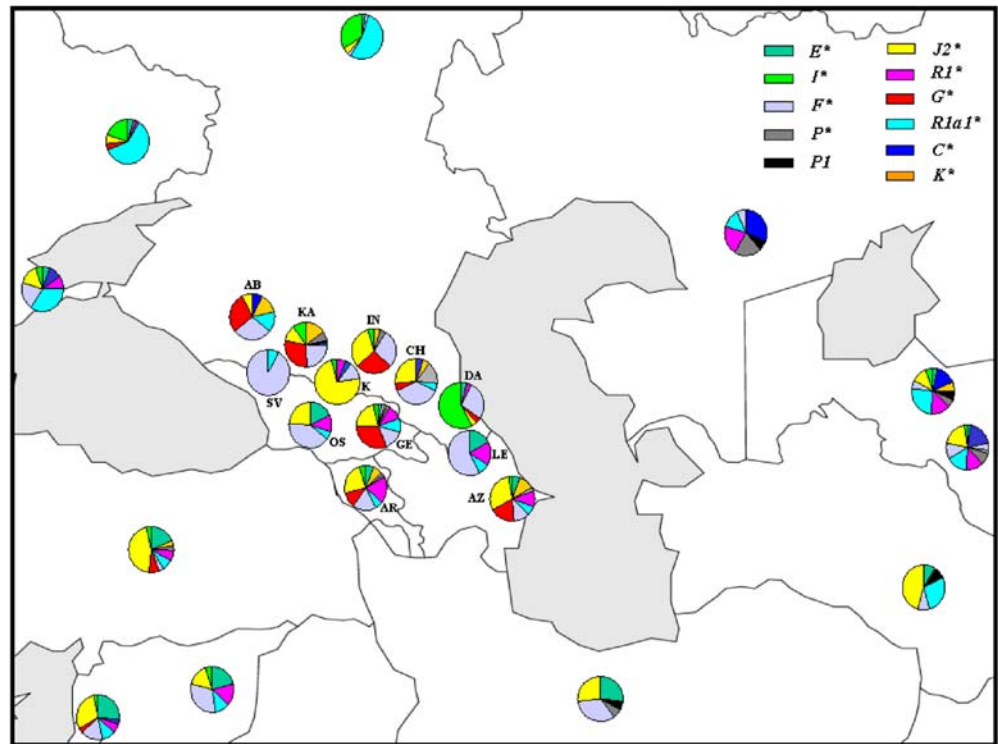 E* J2*
I* R1*
F* G*
P* R1a1*
P1 C*
K*
AB
KA
IN
CH
DA
SV
K
OS
GE
LE
AR
AZ